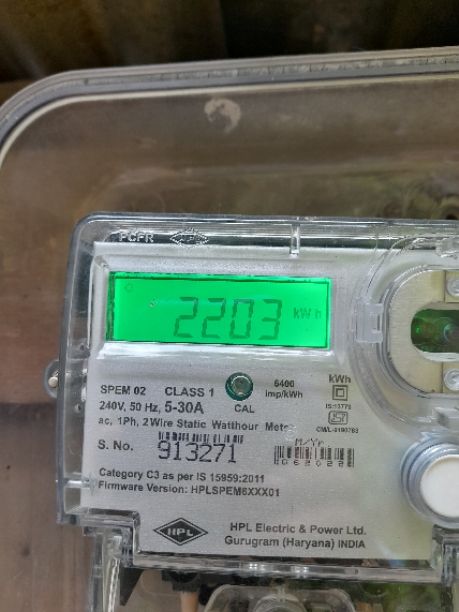 2203 kWh
SPEM 02 CLASS 1 6400 imp/kWh kWh
240V, 50 Hz, 5-30A CAL
ac, 1Ph, 2Wire Static Watthour Meter
S. No. 913271 M/Yr
Category C3 as per IS 15959:2011
Firmware Version: HPLSPEM6XXX01
HPL HPL Electric & Power Ltd.
Gurugram (Haryana) INDIA